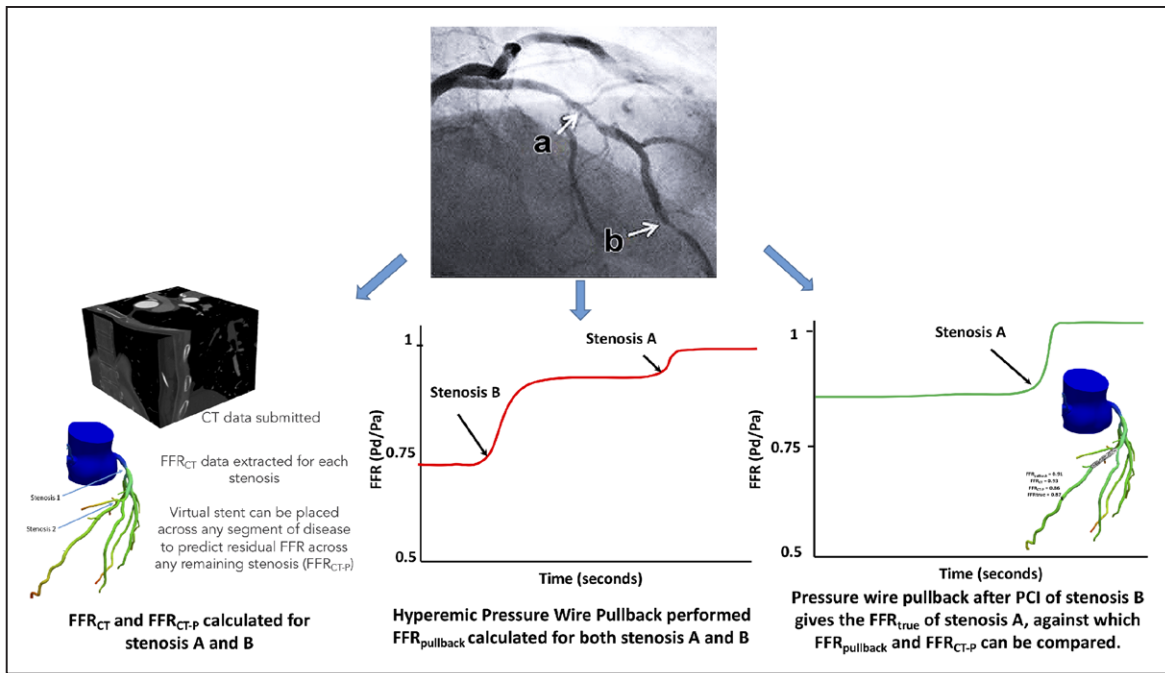 a
b
CT data submitted
FFRCT data extracted for each
stenosis
Stenosis 1
Stenosis 2
Virtual stent can be placed
across any segment of disease
to predict residual FFR across
any remaining stenosis (FFRCT-P)
FFRCT and FFRCT-P calculated for
stenosis A and B
1
0.75
0.5
FFR (Pd/Pa)
Stenosis B
Stenosis A
Time (seconds)
Hyperemic Pressure Wire Pullback performed
FFRpullback calculated for both stenosis A and B
1
0.75
0.5
FFR (Pd/Pa)
Stenosis A
Time (seconds)
Pressure wire pullback after PCI of stenosis B
gives the FFRtrue of stenosis A, against which
FFRpullback and FFRCT-P can be compared.